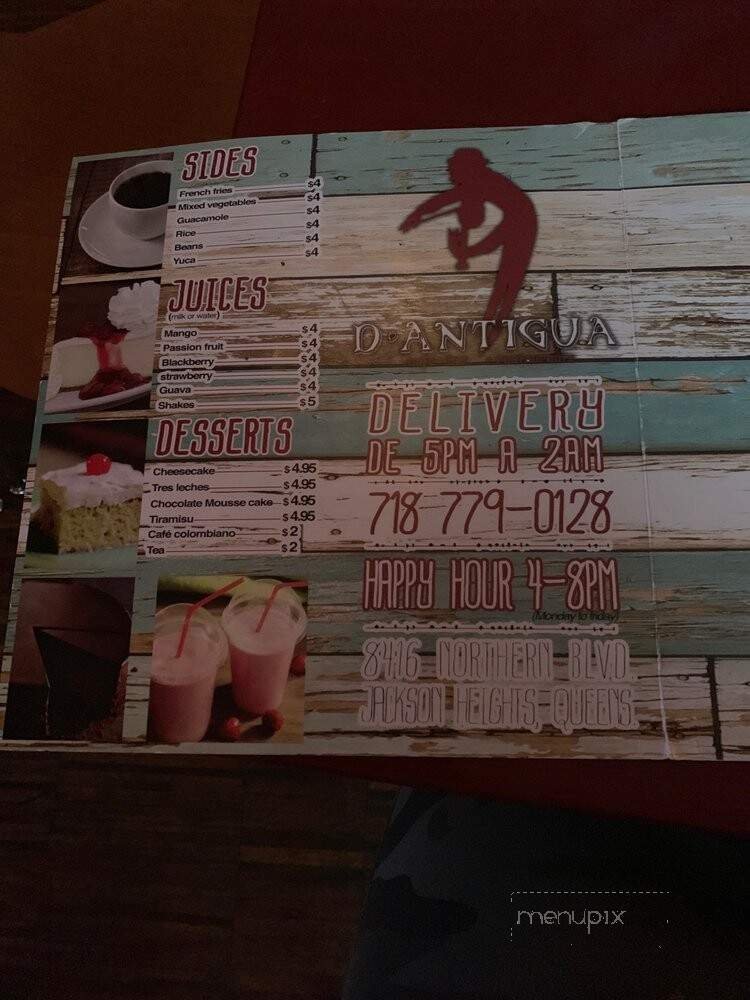 SIDES
French fries $4
Mixed vegetables $4
Guacamole $4
Rice $4
Beans $4
Yuca $4
JUICES
(milk or water)
Mango $4
Passion fruit $4
Blackberry $4
strawberry $4
Guava $4
Shakes $5
DESSERTS
Cheesecake $4.95
Tres leches $4.95
Chocolate Mousse cake $4.95
Tiramisu $4.95
Café colombiano $2
Tea $2
D'ANTIGUA
DELIVERY
DE 5PM A 2AM
718 779-0128
HAPPY HOUR 4-8PM
(Monday to friday)
8416 NORTHERN BLVD.
JACKSON HEIGHTS, QUEENS.
menupix